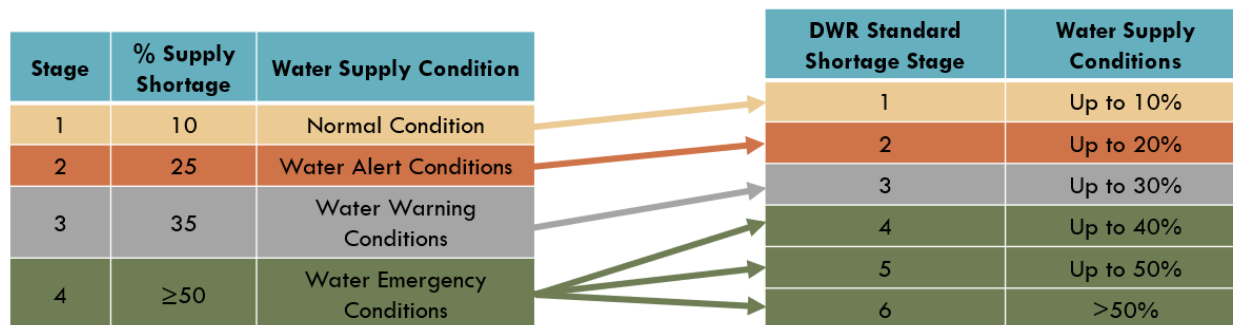 Stage
% Supply
Shortage
Water Supply Condition
1
10
Normal Condition
2
25
Water Alert Conditions
3
35
Water Warning
Conditions
4
≥50
Water Emergency
Conditions
DWR Standard
Shortage Stage
Water Supply
Conditions
1
Up to 10%
2
Up to 20%
3
Up to 30%
4
Up to 40%
5
Up to 50%
6
>50%